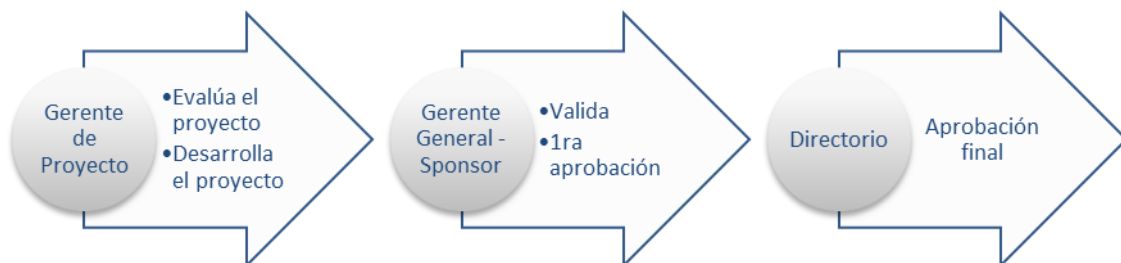 Gerente
de
Proyecto
•Evalúa el
proyecto
•Desarrolla
el proyecto
Gerente
General -
Sponsor
•Valida
•1ra
aprobación
Directorio
Aprobación
final